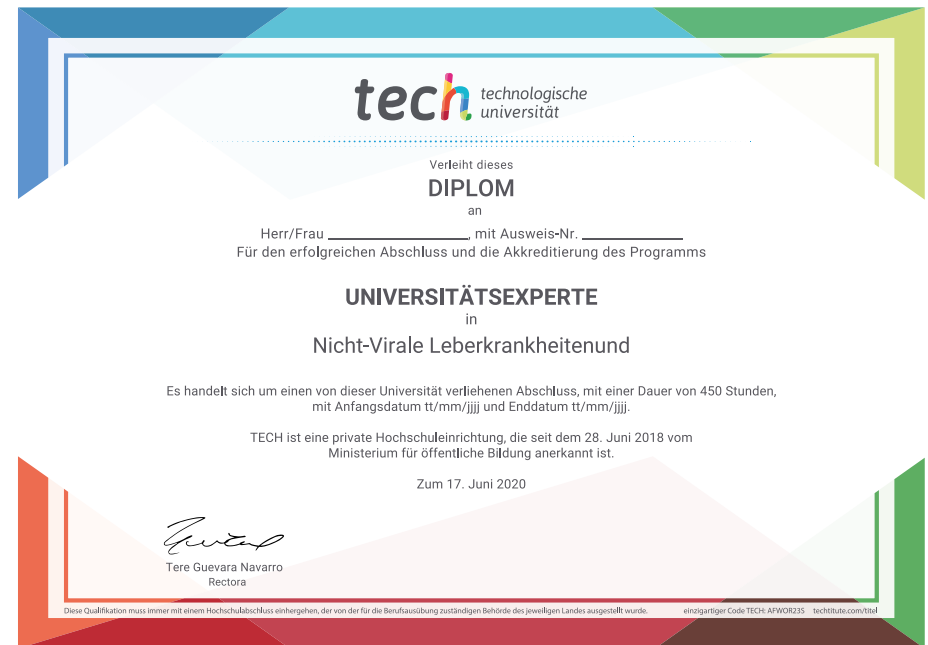 tech technologische
universität
Verleiht dieses
DIPLOM
an
Herr/Frau ____________________, mit Ausweis-Nr. ______________
Für den erfolgreichen Abschluss und die Akkreditierung des Programms
UNIVERSITÄTSEXPERTE
in
Nicht-Virale Leberkrankheitenund
Es handelt sich um einen von dieser Universität verliehenen Abschluss, mit einer Dauer von 450 Stunden,
mit Anfangsdatum tt/mm/jjjj und Enddatum tt/mm/jjjj.
TECH ist eine private Hochschuleinrichtung, die seit dem 28. Juni 2018 vom
Ministerium für öffentliche Bildung anerkannt ist.
Zum 17. Juni 2020
Tere Guevara Navarro
Rectora
Diese Qualifikation muss immer mit einem Hochschulabschluss einhergehen, der von der für die Berufsausübung zuständigen Behörde des jeweiligen Landes ausgestellt wurde. einzigartiger Code TECH: AFWOR23S techtitute.com/titel